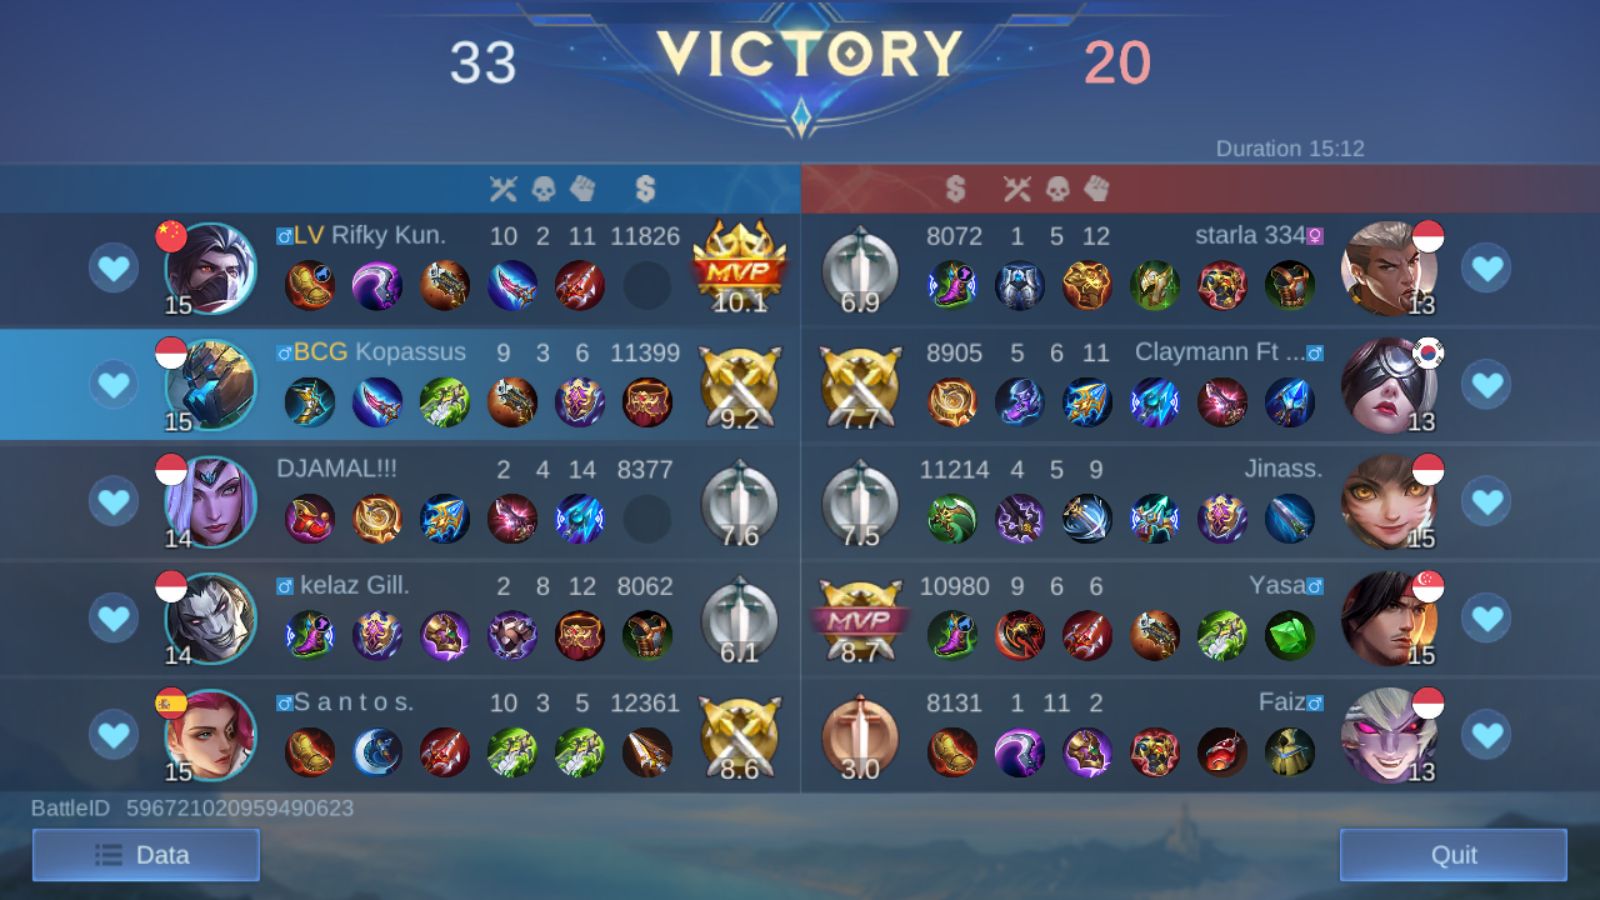 33 VICTORY 20
Duration 15:12
LV Rifky Kun. 10 2 11 11826
15
MVP
10.1
8072 1 5 12 starla 334
6.9
13
BCG Kopassus 9 3 6 11399
15
9.2
8905 5 6 11 Claymann Ft ...
7.7
13
DJAMAL!!! 2 4 14 8377
14
7.6
11214 4 5 9 Jinass.
7.5
15
kelaz Gill. 2 8 12 8062
14
6.1
10980 9 6 6 Yasa
MVP
8.7
15
S a n t o s. 10 3 5 12361
15
8.6
8131 1 11 2 Faiz
3.0
13
BattleID 596721020959490623
Data
Quit